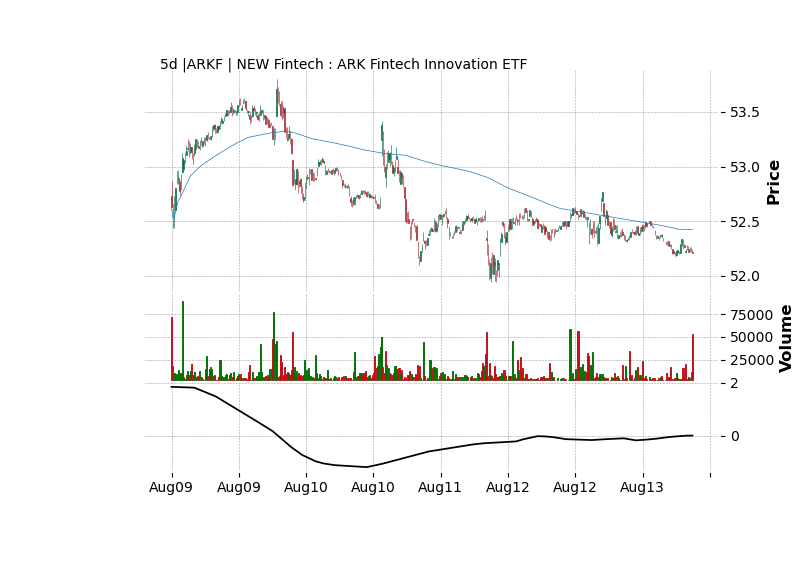 5d |ARKF | NEW Fintech : ARK Fintech Innovation ETF
53.5
53.0
52.5
52.0
Price
75000
50000
25000
Volume
2
0
Aug09 Aug09 Aug10 Aug10 Aug11 Aug12 Aug12 Aug13